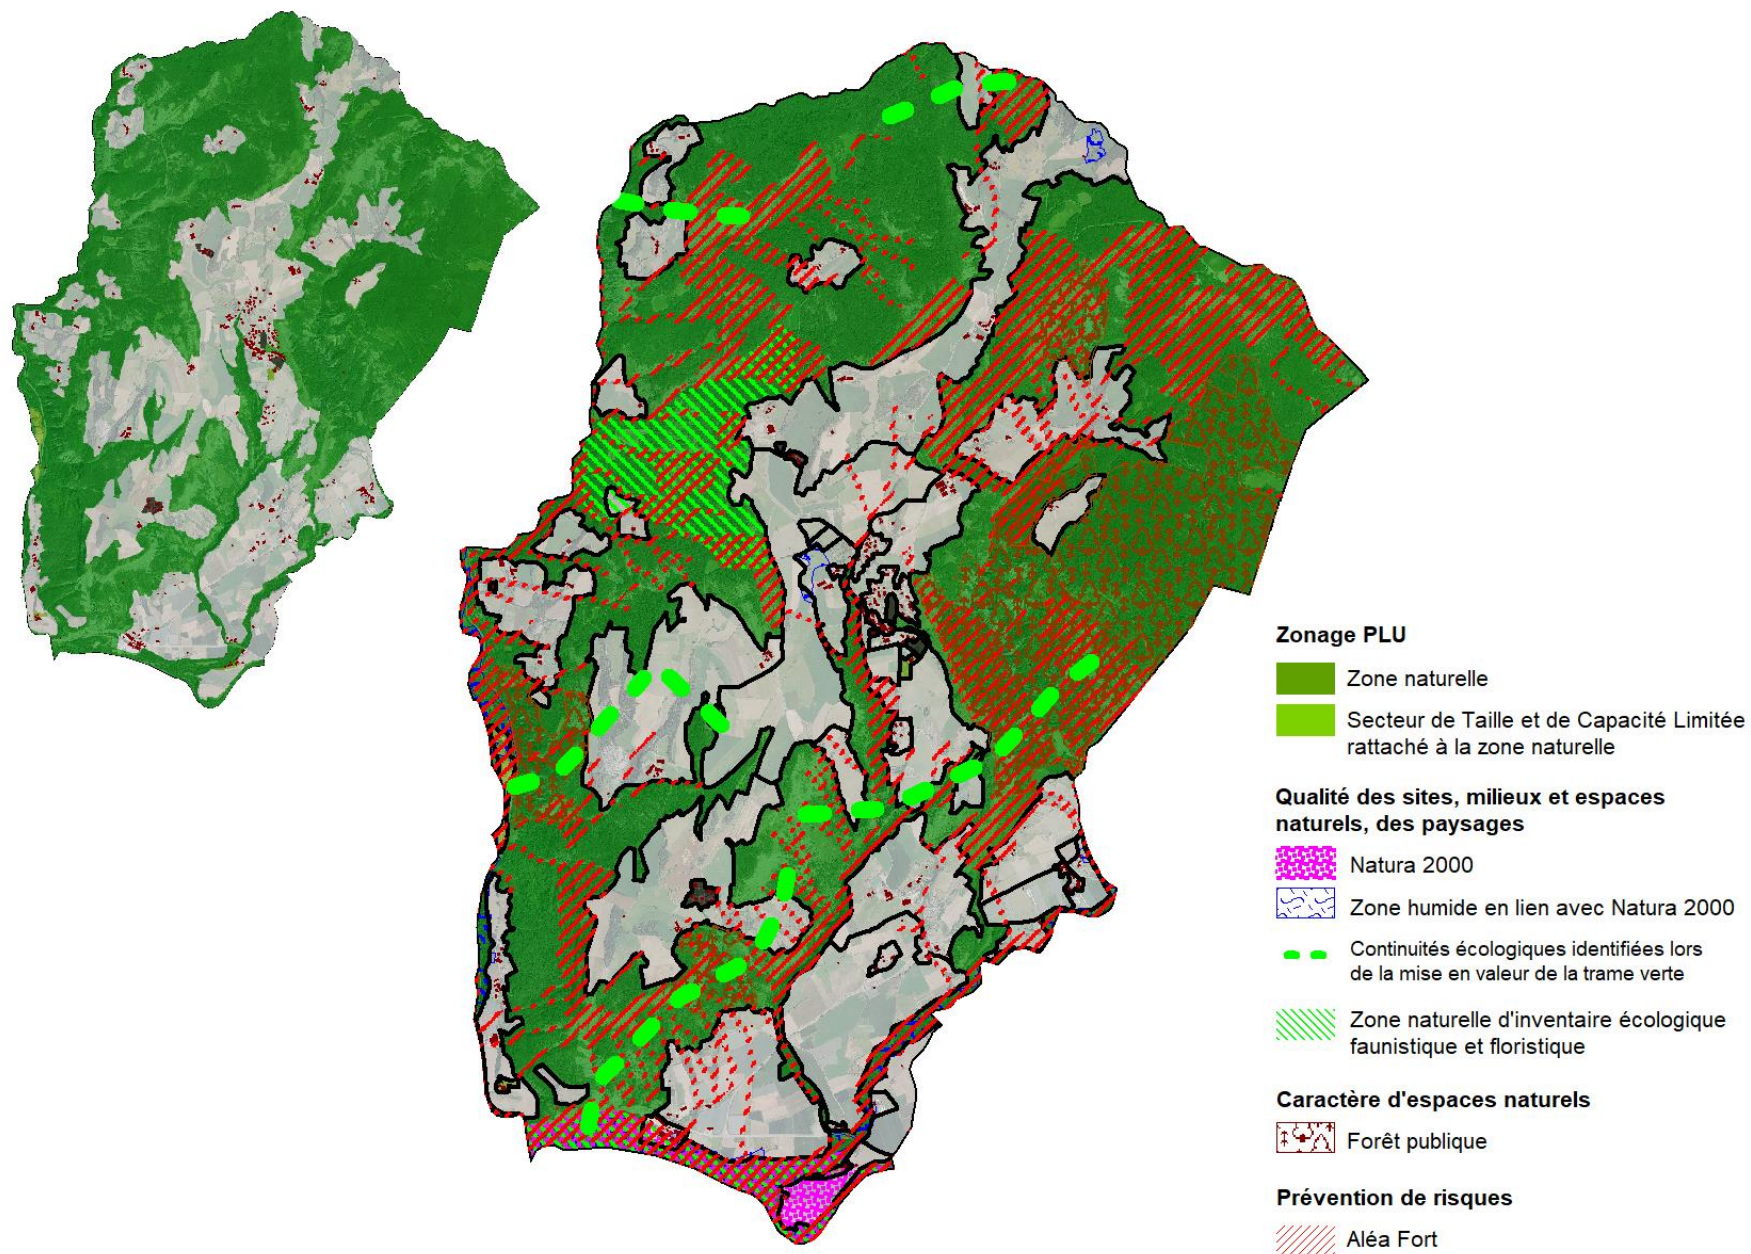 Zonage PLU
Zone naturelle
Secteur de Taille et de Capacité Limitée
rattaché à la zone naturelle
Qualité des sites, milieux et espaces
naturels, des paysages
Natura 2000
Zone humide en lien avec Natura 2000
Continuités écologiques identifiées lors
de la mise en valeur de la trame verte
Zone naturelle d'inventaire écologique
faunistique et floristique
Caractère d'espaces naturels
Forêt publique
Prévention de risques
Aléa Fort